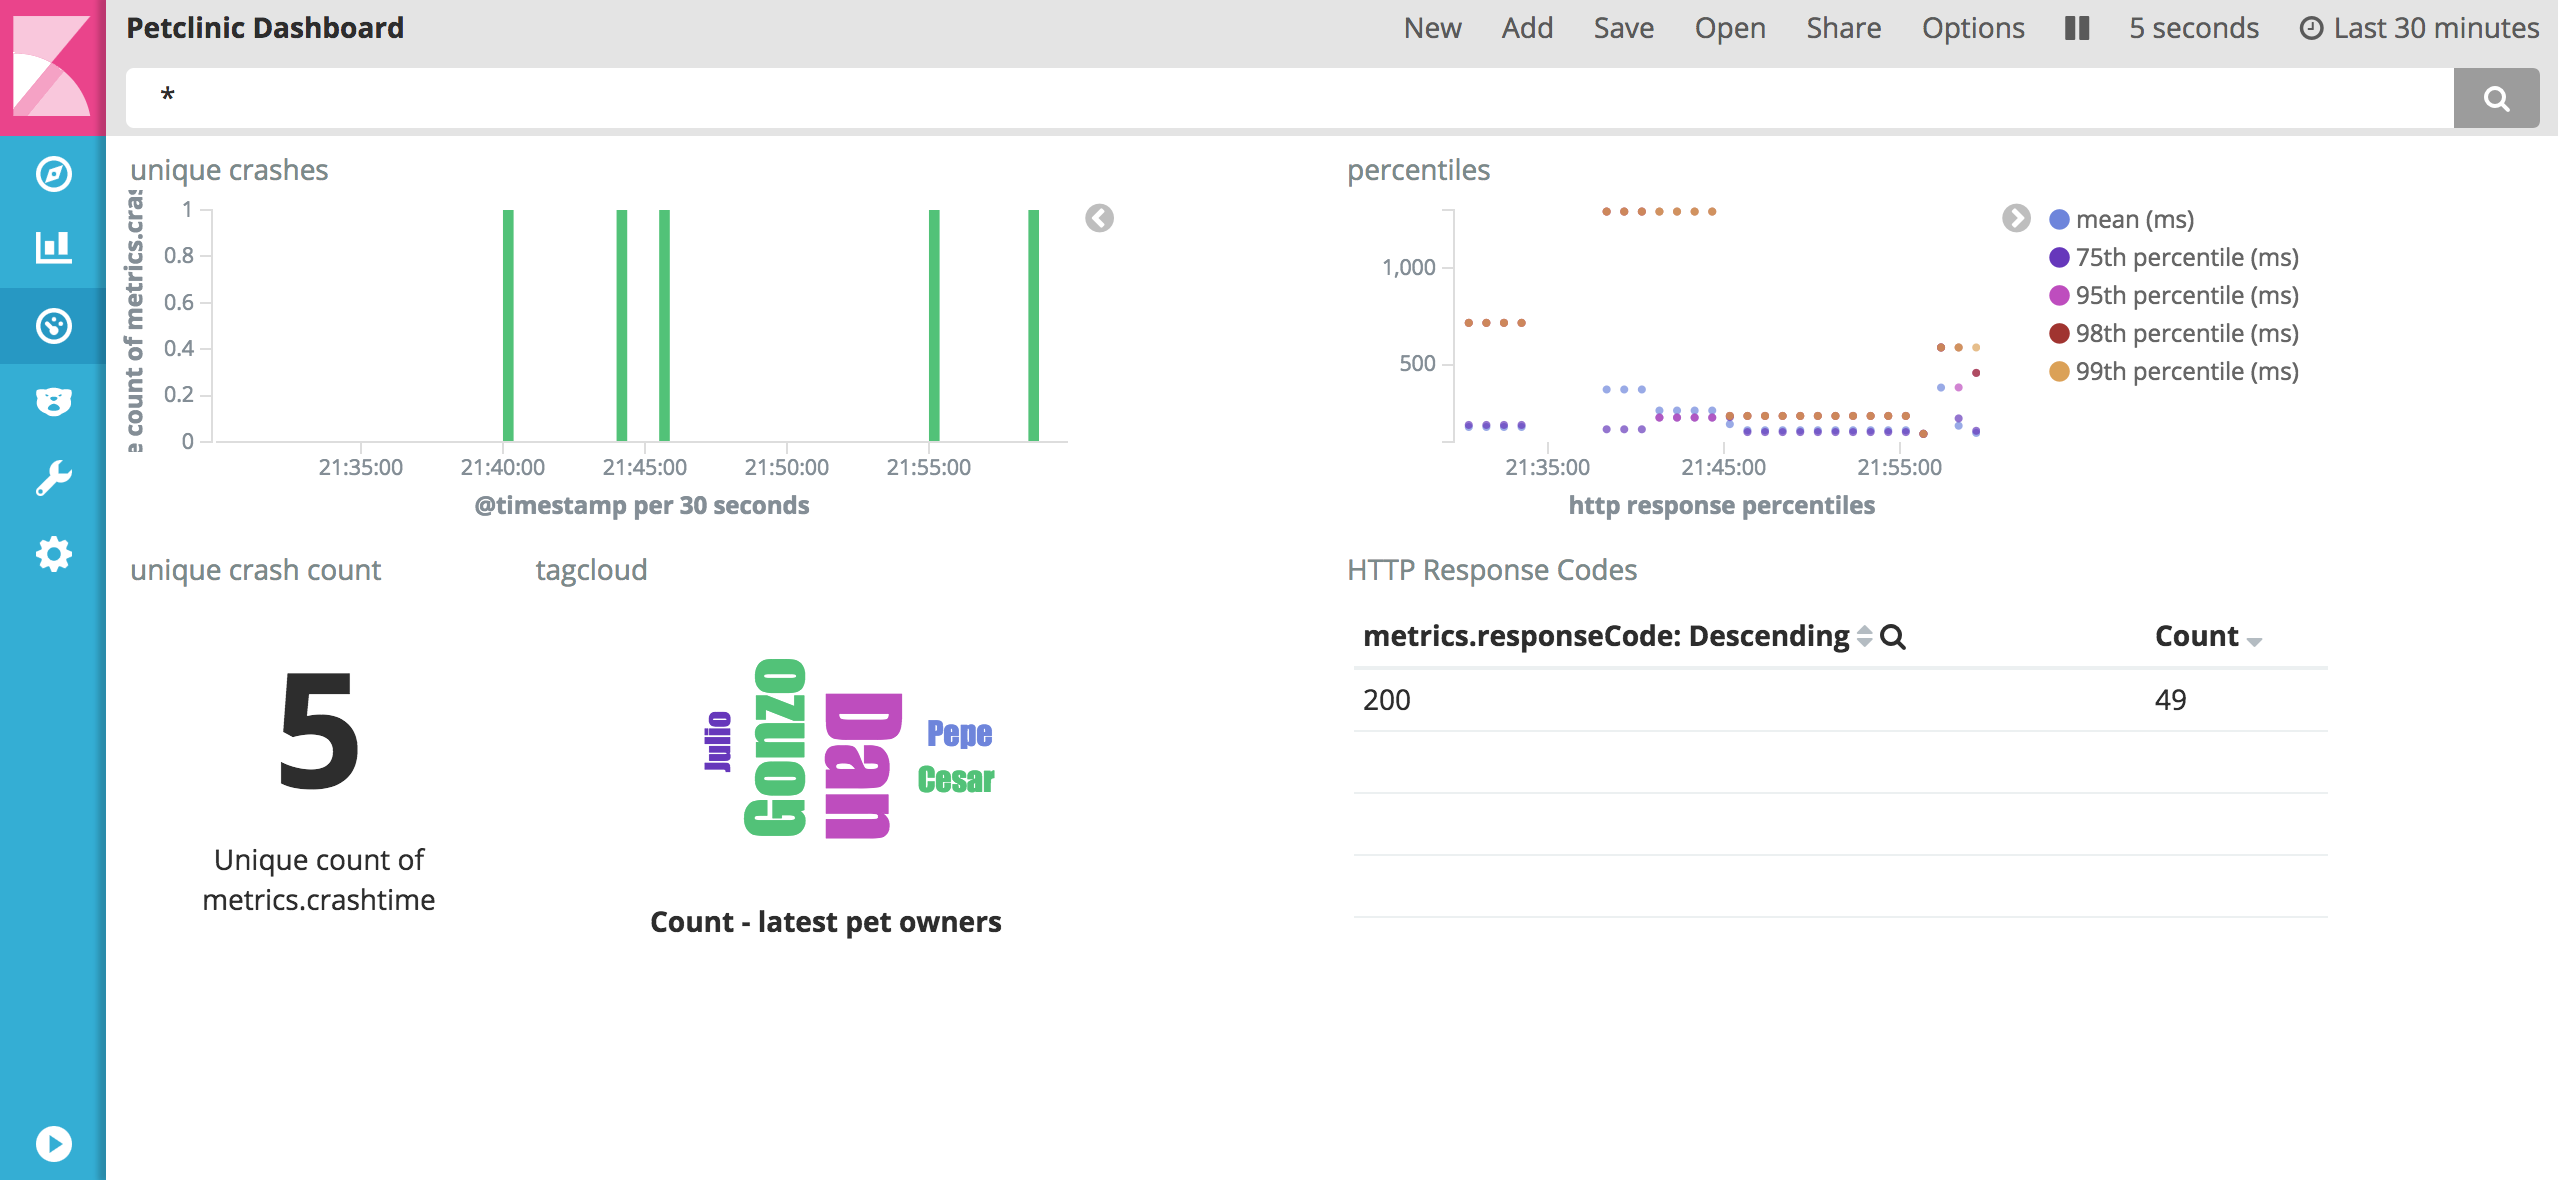 Petclinic Dashboard
New Add Save Open Share Options 5 seconds Last 30 minutes
*
unique crashes
count of metrics.cras
1
0.8
0.6
0.4
0.2
0
21:35:00 21:40:00 21:45:00 21:50:00 21:55:00
@timestamp per 30 seconds
percentiles
1,000
500
21:35:00 21:45:00 21:55:00
http response percentiles
mean (ms)
75th percentile (ms)
95th percentile (ms)
98th percentile (ms)
99th percentile (ms)
unique crash count
5
Unique count of
metrics.crashtime
tagcloud
Julio
Gonzo
Dan
Pepe
Cesar
Count - latest pet owners
HTTP Response Codes
metrics.responseCode: Descending Count
200 49